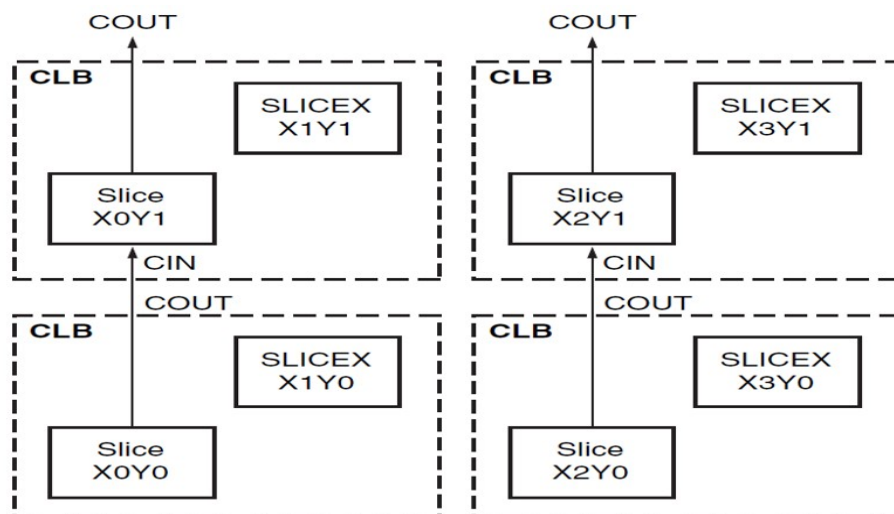 COUT
COUT
CLB
SLICEX
X1Y1
Slice
X0Y1
CIN
CLB
SLICEX
X3Y1
Slice
X2Y1
CIN
COUT
COUT
CLB
SLICEX
X1Y0
Slice
X0Y0
CLB
SLICEX
X3Y0
Slice
X2Y0